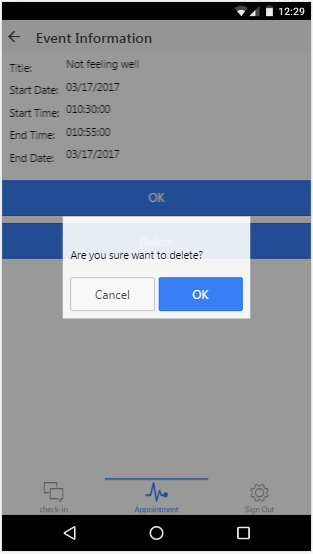 12:29
Event Information
Title: Not feeling well
Start Date: 03/17/2017
Start Time: 010:30:00
End Time: 010:55:00
End Date: 03/17/2017
OK
Delete
Are you sure want to delete?
Cancel OK
check-in Appointment Sign Out